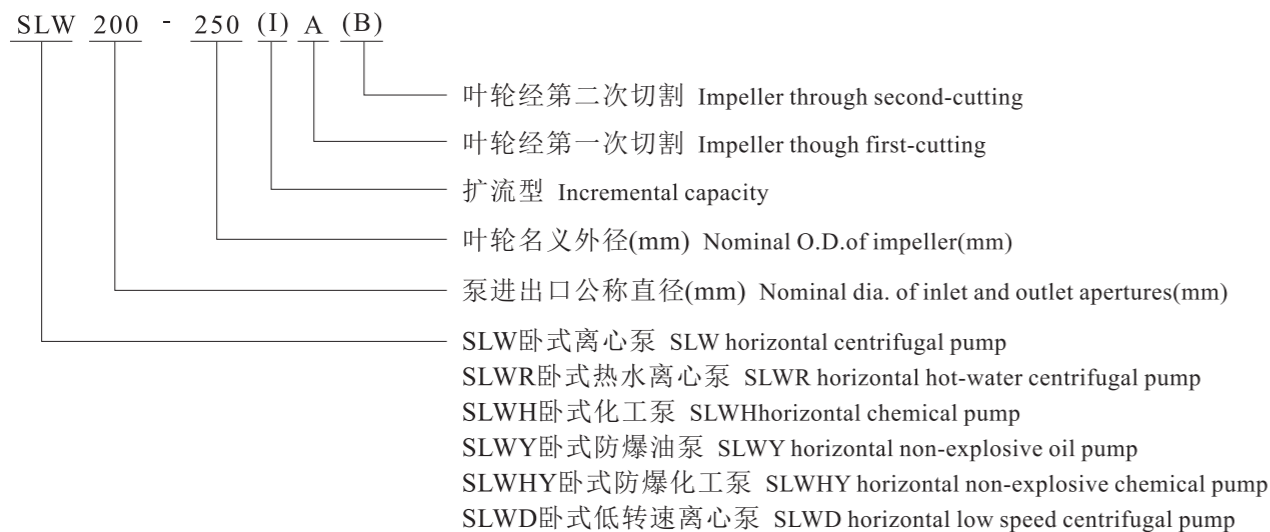 SLW 200 - 250 (I) A (B)
叶轮经第二次切割 Impeller through second-cutting
叶轮经第一次切割 Impeller though first-cutting
扩流型 Incremental capacity
叶轮名义外径(mm) Nominal O.D.of impeller(mm)
泵进出口公称直径(mm) Nominal dia. of inlet and outlet apertures(mm)
SLW卧式离心泵 SLW horizontal centrifugal pump
SLWR卧式热水离心泵 SLWR horizontal hot-water centrifugal pump
SLWH卧式化工泵 SLWHhorizontal chemical pump
SLWY卧式防爆油泵 SLWY horizontal non-explosive oil pump
SLWHY卧式防爆化工泵 SLWHY horizontal non-explosive chemical pump
SLWD卧式低转速离心泵 SLWD horizontal low speed centrifugal pump